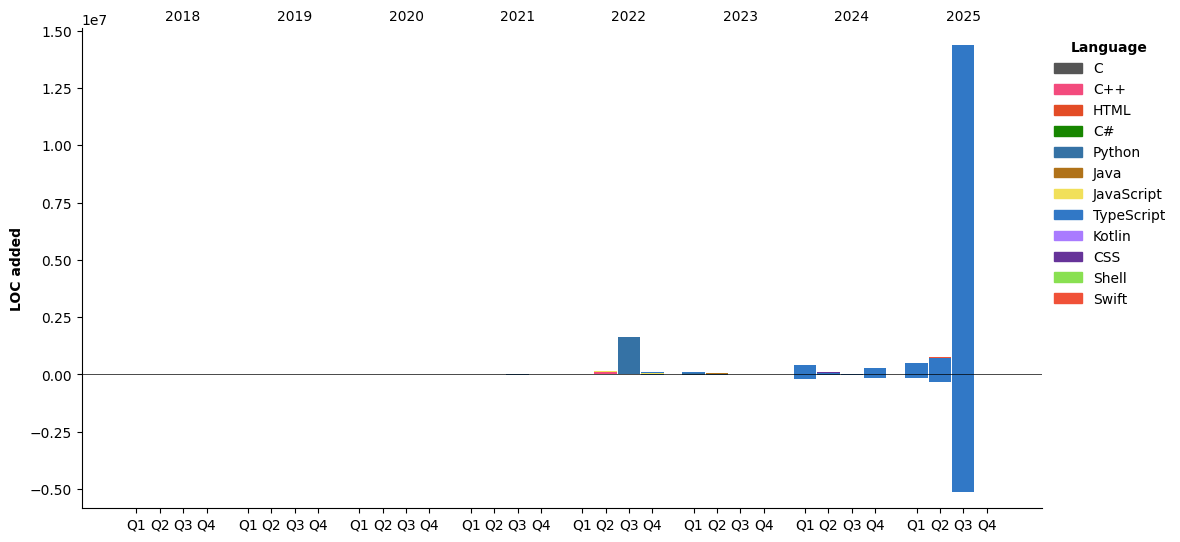 2018 2019 2020 2021 2022 2023 2024 2025
1e7
1.50
1.25
1.00
0.75
0.50
0.25
0.00
−0.25
−0.50
LOC added
Q1 Q2 Q3 Q4 Q1 Q2 Q3 Q4 Q1 Q2 Q3 Q4 Q1 Q2 Q3 Q4 Q1 Q2 Q3 Q4 Q1 Q2 Q3 Q4 Q1 Q2 Q3 Q4 Q1 Q2 Q3 Q4
Language
C
C++
HTML
C#
Python
Java
JavaScript
TypeScript
Kotlin
CSS
Shell
Swift